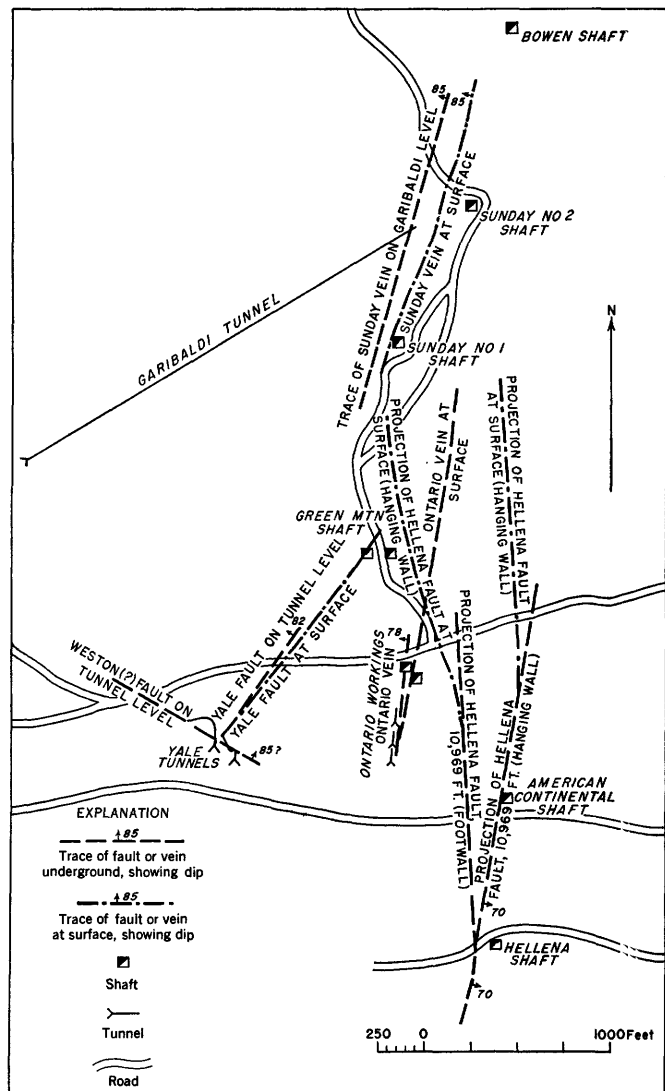 BOWEN SHAFT
85
85
TRACE OF SUNDAY VEIN ON GARIBALDI LEVEL
SUNDAY VEIN AT SURFACE
SUNDAY NO 2
SHAFT
GARIBALDI TUNNEL
SUNDAY NO 1
SHAFT
N
PROJECTION OF HELLENA FAULT AT
SURFACE (HANGING WALL)
ONTARIO VEIN AT
SURFACE
PROJECTION OF HELLENA FAULT
AT SURFACE (HANGING WALL)
GREEN MTN
SHAFT
YALE FAULT ON TUNNEL LEVEL
82
YALE FAULT AT SURFACE
WESTON(?) FAULT ON
TUNNEL LEVEL
YALE
TUNNELS
85?
78
ONTARIO WORKINGS
ONTARIO VEIN
PROJECTION OF HELLENA FAULT
10,969 FT. (FOOTWALL)
PROJECTION OF HELLENA
FAULT, 10,969 FT. (HANGING WALL)
AMERICAN
CONTINENTAL
SHAFT
70
HELLENA
SHAFT
70
EXPLANATION
85
Trace of fault or vein
underground, showing dip
85
Trace of fault or vein
at surface, showing dip
Shaft
Tunnel
Road
250 0 1000 Feet